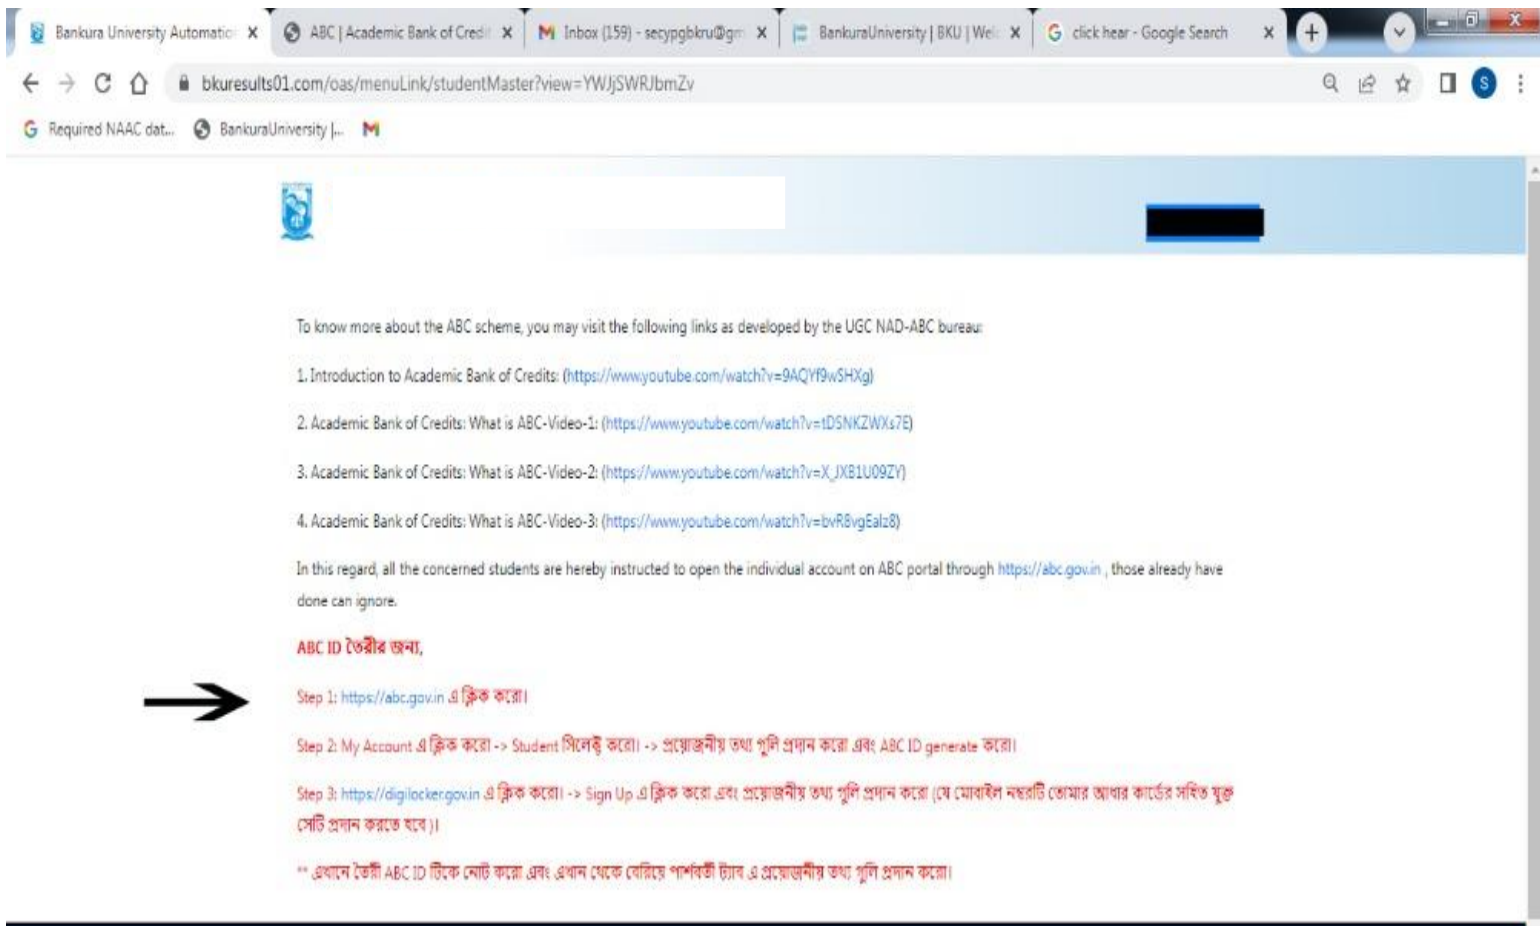 Bankura University Automatio
ABC | Academic Bank of Credit
Inbox (159) - secypgbkru@gm
BankuraUniversity | BKU | Wel
click hear - Google Search
bkuresults01.com/oas/menuLink/studentMaster?view=YWJjSWRJbmZv
S
Required NAAC dat...
BankuraUniversity |...
To know more about the ABC scheme, you may visit the following links as developed by the UGC NAD-ABC bureau:
1. Introduction to Academic Bank of Credits: (https://www.youtube.com/watch?v=9AQYf9wSHXg)
2. Academic Bank of Credits: What is ABC-Video-1: (https://www.youtube.com/watch?v=tDSNKZWXs7E)
3. Academic Bank of Credits: What is ABC-Video-2: (https://www.youtube.com/watch?v=X_JXB1U09ZY)
4. Academic Bank of Credits: What is ABC-Video-3: (https://www.youtube.com/watch?v=bvR8vgEalz8)
In this regard, all the concerned students are hereby instructed to open the individual account on ABC portal through https://abc.gov.in , those already have
done can ignore.
ABC ID তৈরীর জন্য,
Step 1: https://abc.gov.in এ ক্লিক করো।
Step 2: My Account এ ক্লিক করো -> Student সিলেক্ট করো। -> প্রয়োজনীয় তথ্য গুলি প্রদান করো এবং ABC ID generate করো।
Step 3: https://digilocker.gov.in এ ক্লিক করো। -> Sign Up এ ক্লিক করো এবং প্রয়োজনীয় তথ্য গুলি প্রদান করো (যে মোবাইল নম্বরটি তোমার আধার কার্ডের সহিত যুক্ত
সেটি প্রদান করতে হবে )।
** এখানে তৈরী ABC ID টিকে নোট করো এবং এখান থেকে বেরিয়ে পার্শবর্তী ট্যাব এ প্রয়োজনীয় তথ্য গুলি প্রদান করো।